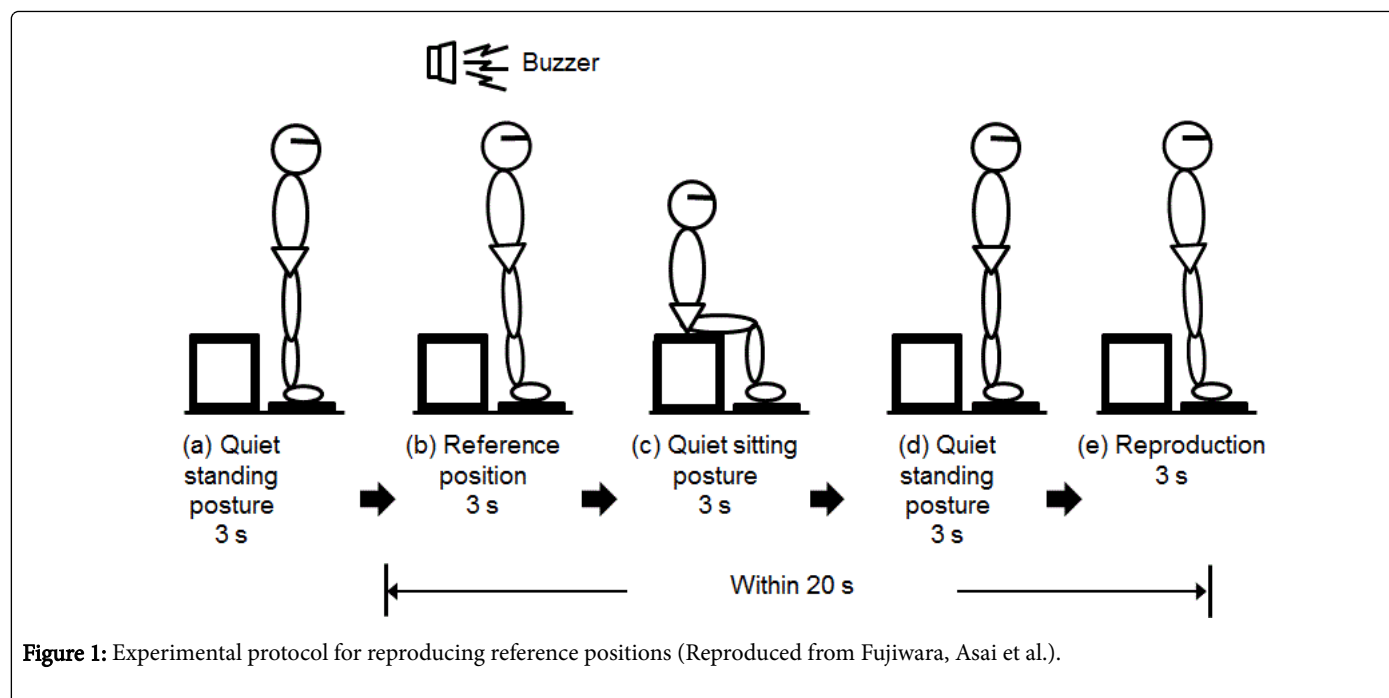 Buzzer
(a) Quiet
standing
posture
3 s
(b) Reference
position
3 s
(c) Quiet sitting
posture
3 s
(d) Quiet
standing
posture
3 s
(e) Reproduction
3 s
Within 20 s
Figure 1: Experimental protocol for reproducing reference positions (Reproduced from Fujiwara, Asai et al.).